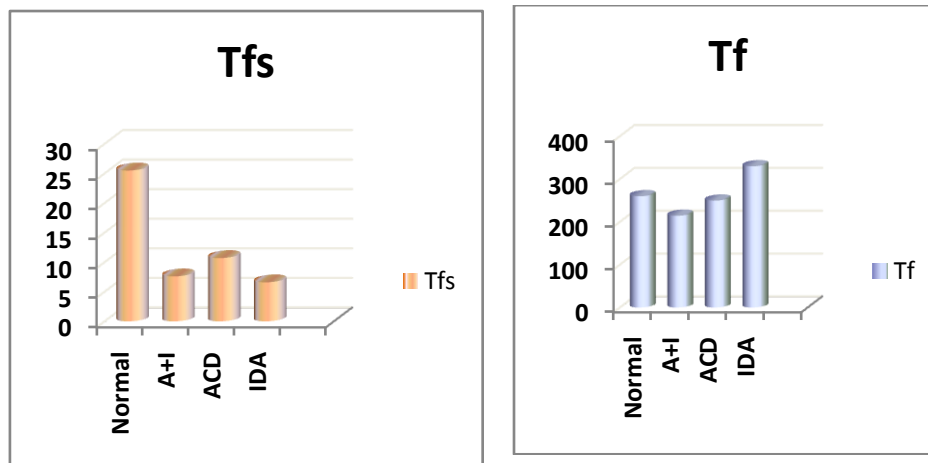 Tfs
30
25
20
15
10
5
0
Normal
A+I
ACD
IDA
Tfs
Tf
400
300
200
100
0
Normal
A+I
ACD
IDA
Tf